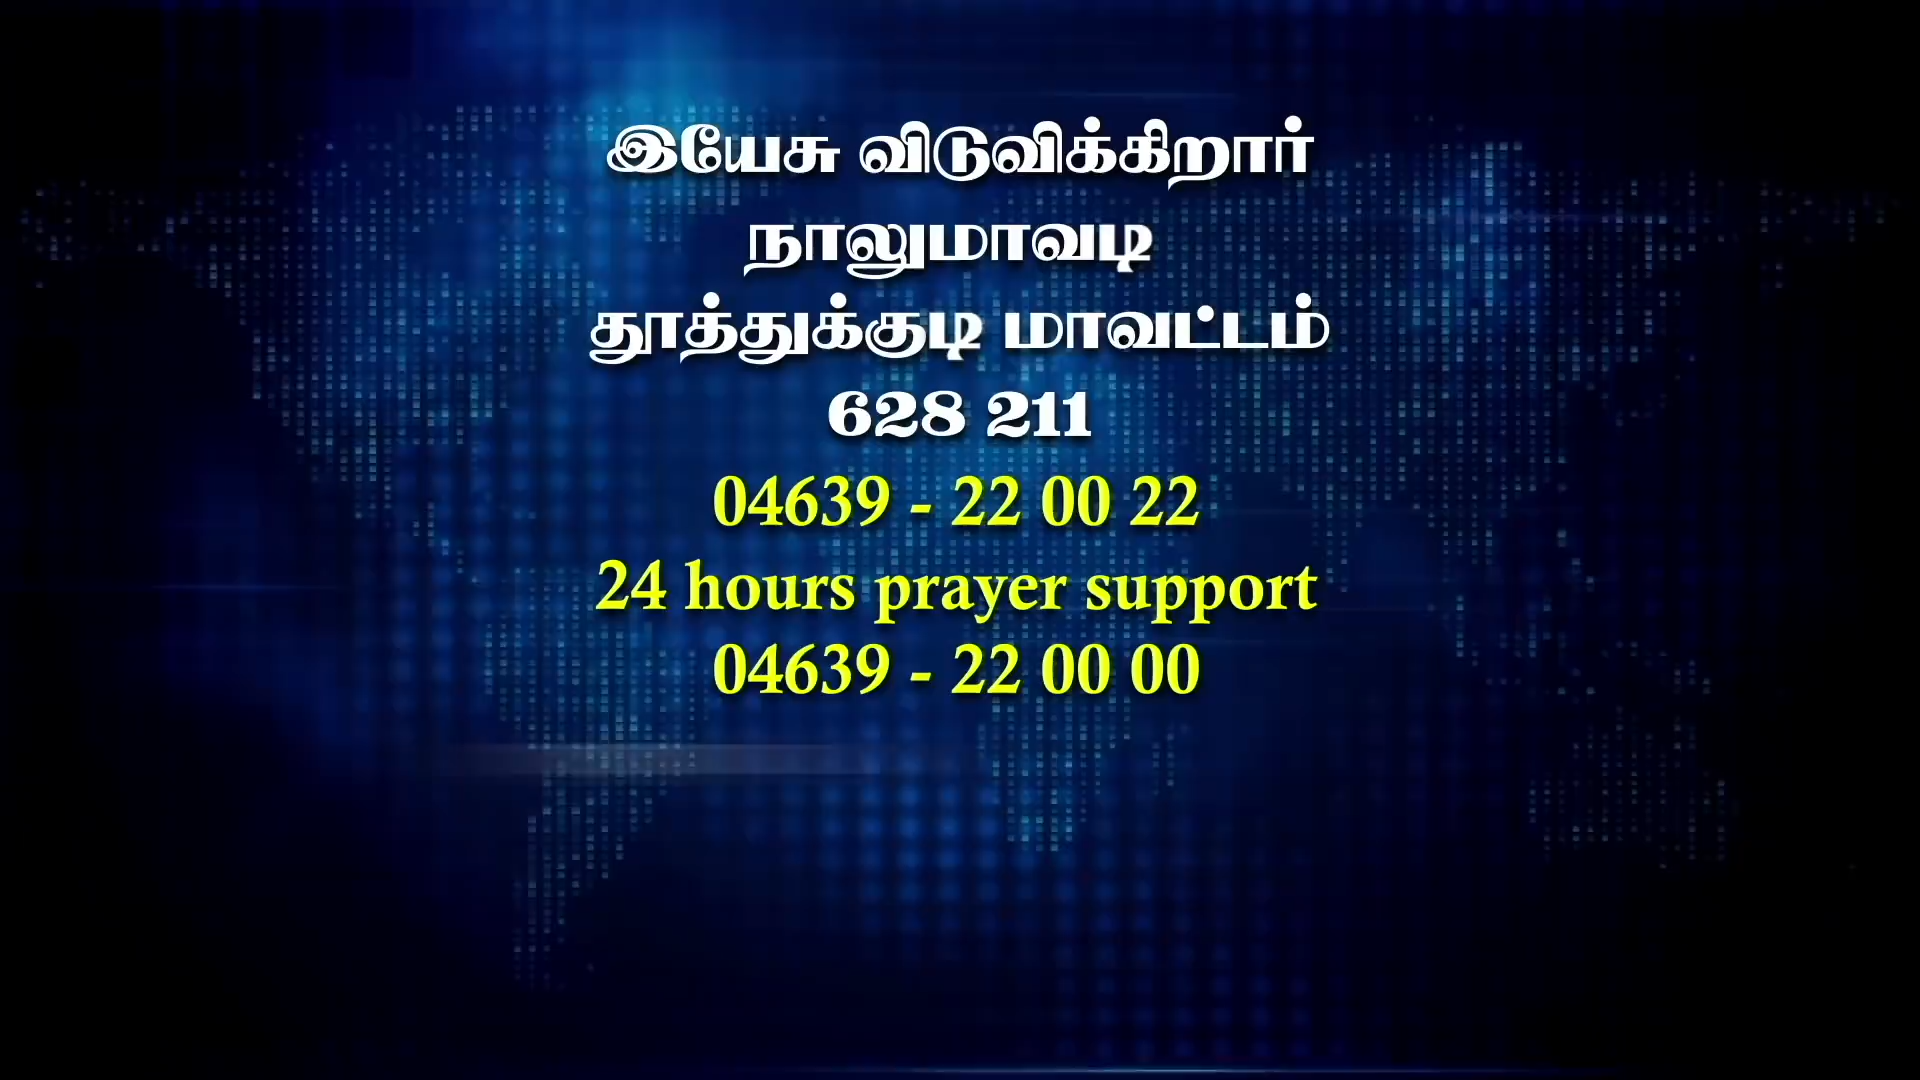 இயேசு விடுவிக்கிறார்
நாலுமாவடி
தூத்துக்குடி மாவட்டம்
628 211
04639 - 22 00 22
24 hours prayer support
04639 - 22 00 00